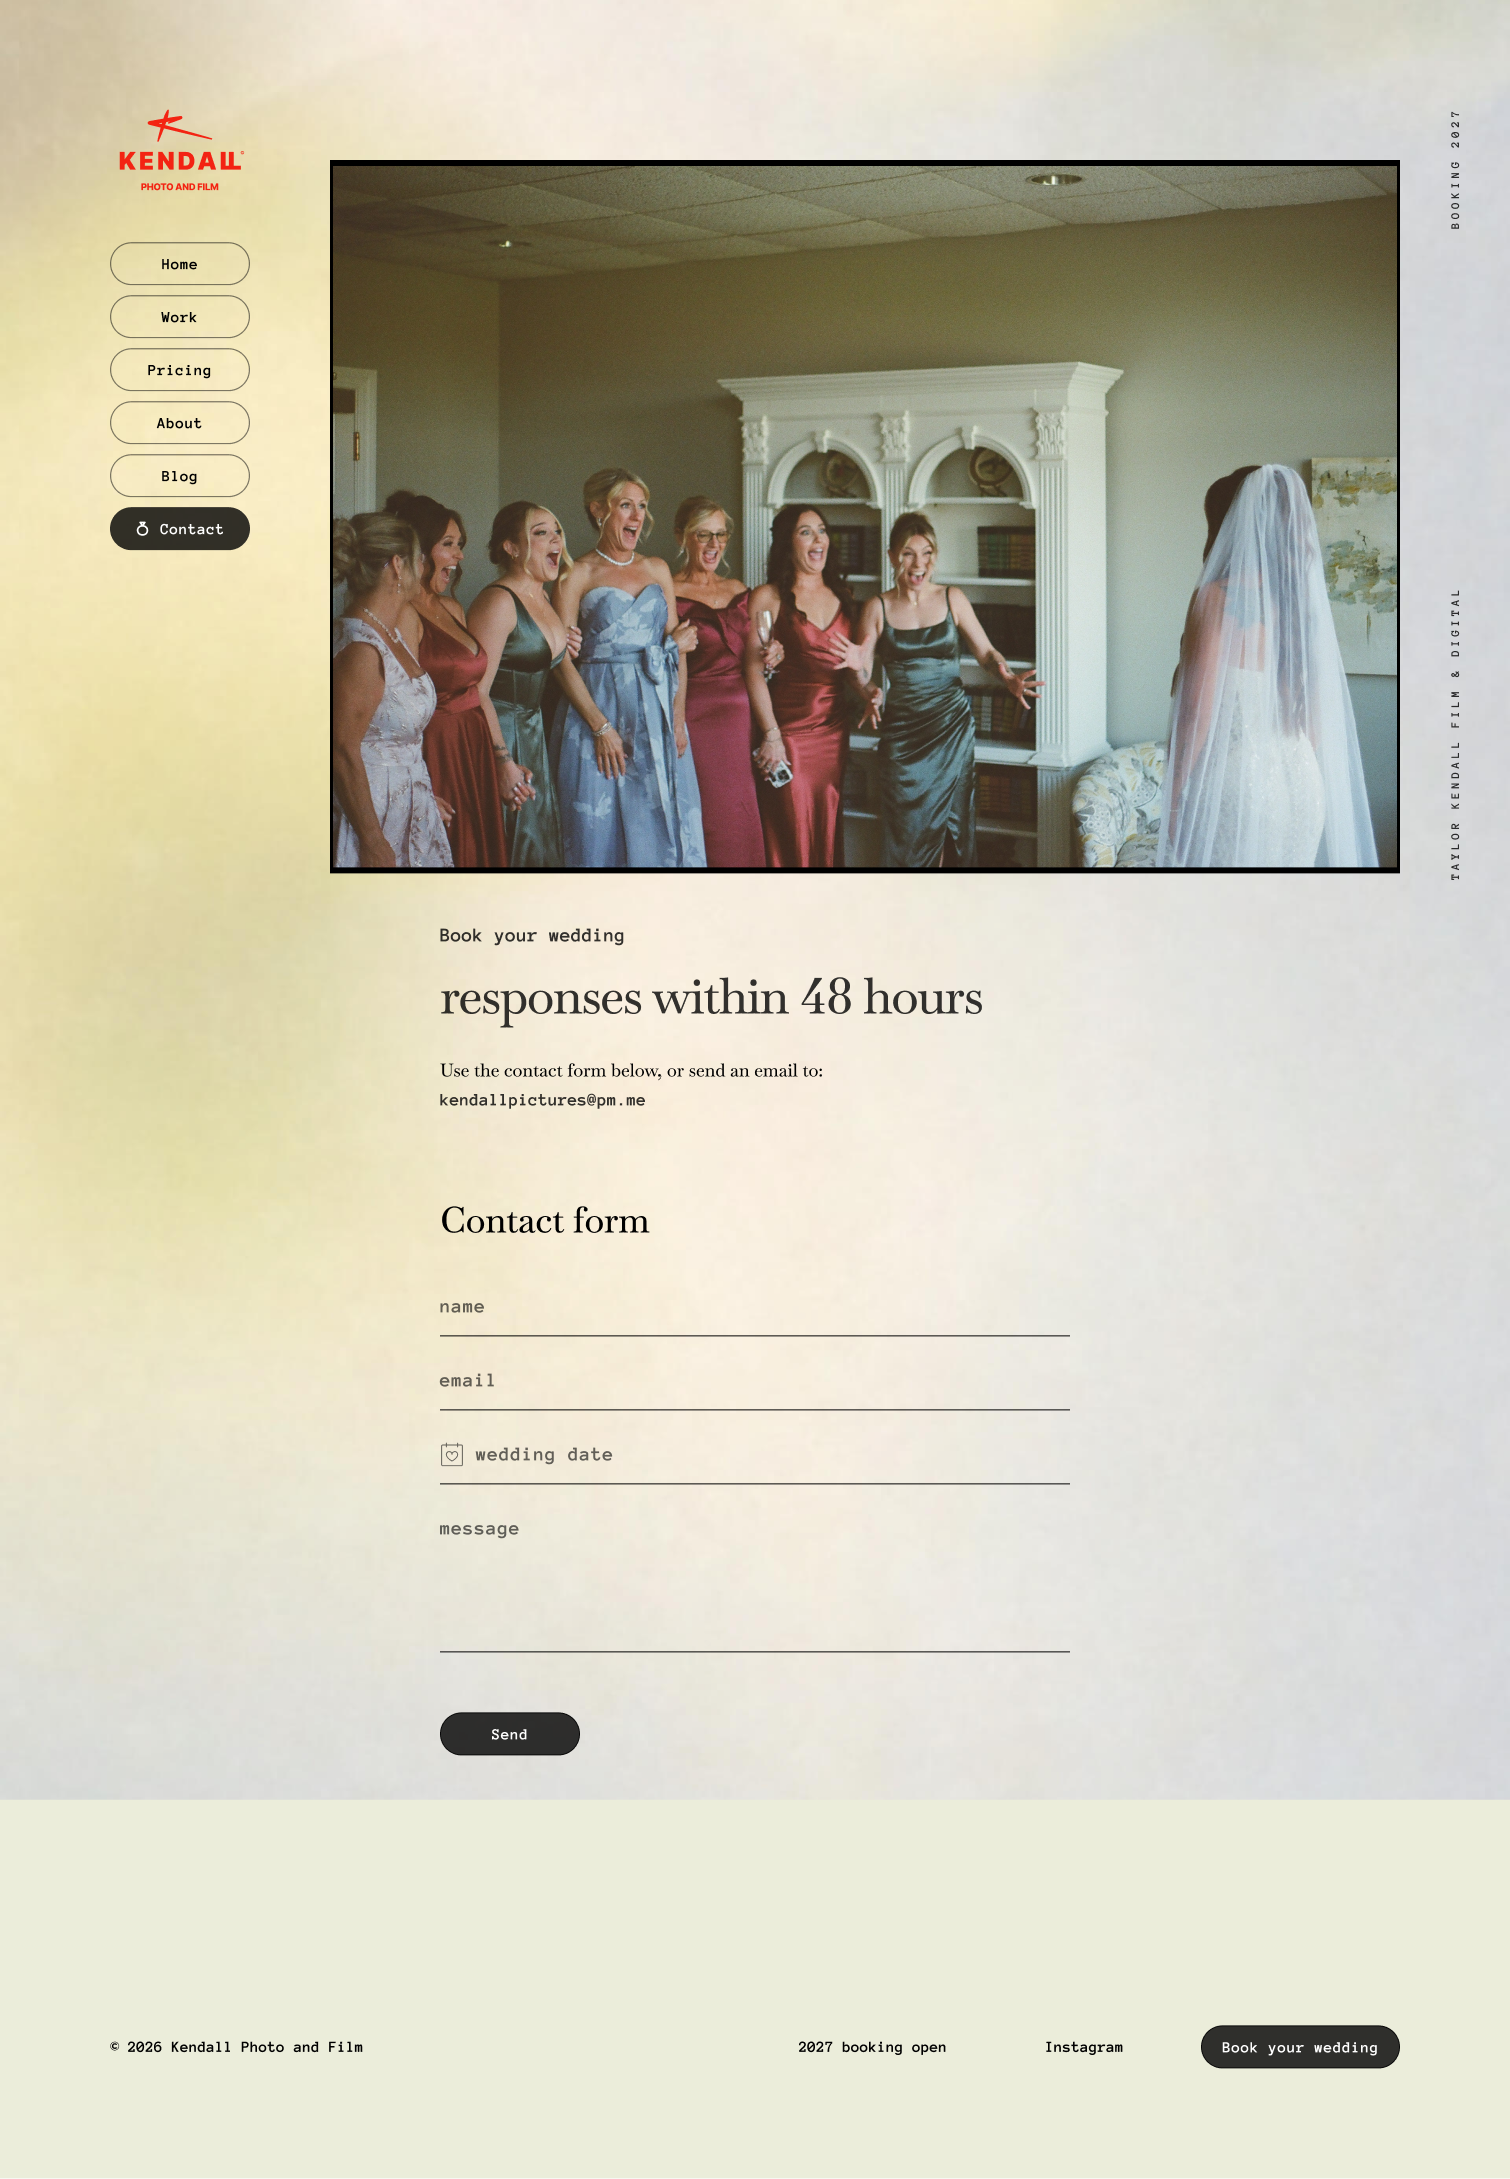 KENDALL
PHOTO AND FILM
Home
Work
Pricing
About
Blog
Contact
BOOKING 2027
TAYLOR KENDALL FILM & DIGITAL
Book your wedding
responses within 48 hours
Use the contact form below, or send an email to:
kendallpictures@pm.me
Contact form
name
email
wedding date
message
Send
© 2026 Kendall Photo and Film
2027 booking open
Instagram
Book your wedding